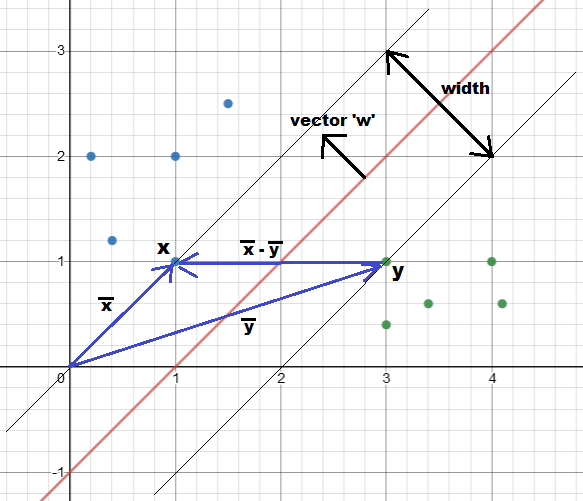 3
width
vector 'w'
2
x
x̅ - y̅
1
y
x̅
y̅
0
1
2
3
4
-1